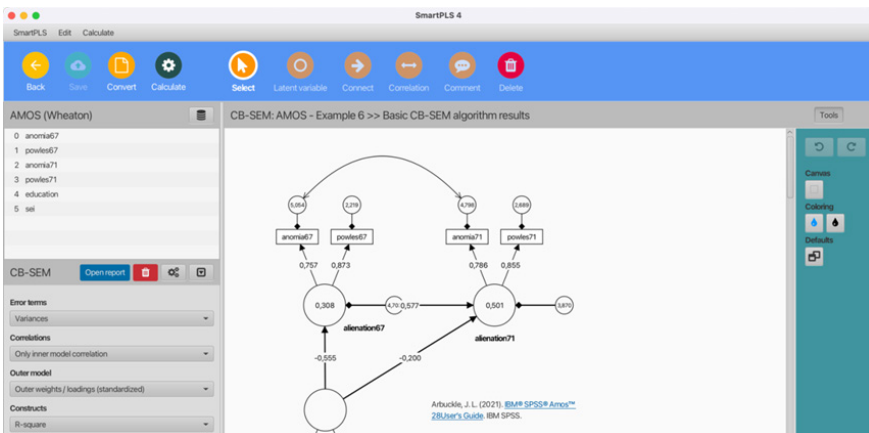 SmartPLS 4
SmartPLS Edit Calculate
Back Save Convert Calculate Select Latent variable Connect Correlation Comment Delete
AMOS (Wheaton)
CB-SEM: AMOS - Example 6 >> Basic CB-SEM algorithm results
Tools
0 anomia67
1 powles67
2 anomia71
3 powles71
4 education
5 sei
Canvas
Coloring
Defaults
5,054 2,219 4,796 2,689
anomia67 powles67 anomia71 powles71
0,757 0,873 0,786 0,855
CB-SEM
Open report
Error terms
Variances
Correlations
Only inner model correlation
Outer model
Outer weights / loadings (standardized)
Constructs
R-square
0,308 0,577 0,501 3,870
alienation67
alienation71
-0,555 -0,200
Arbuckle, J. L. (2021). IBM® SPSS® Amos™
28User's Guide. IBM SPSS.